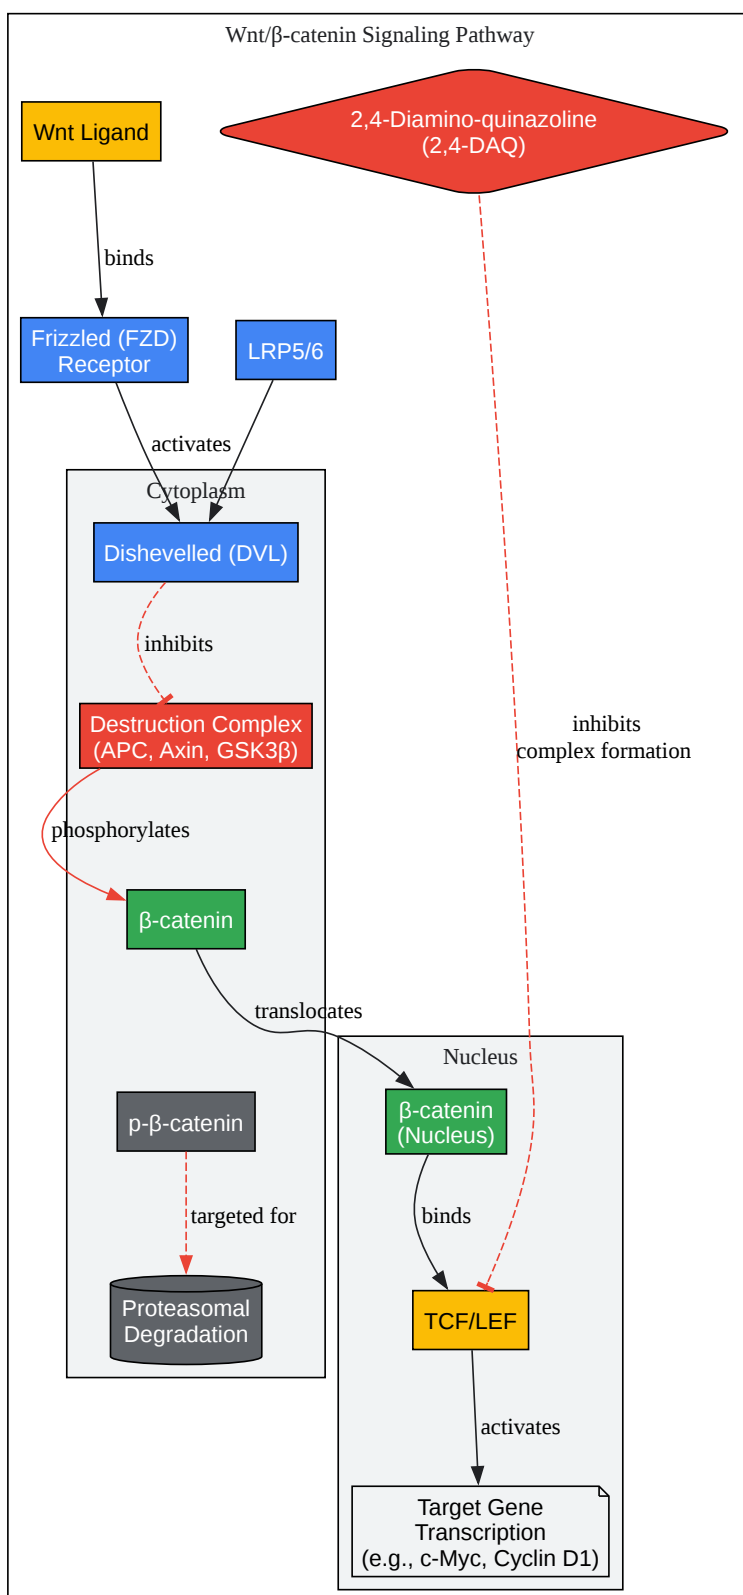 Wnt/β-catenin Signaling Pathway
Wnt Ligand
2,4-Diamino-quinazoline
(2,4-DAQ)
binds
Frizzled (FZD)
Receptor
LRP5/6
activates
Cytoplasm
Dishevelled (DVL)
inhibits
Destruction Complex
(APC, Axin, GSK3β)
inhibits
complex formation
phosphorylates
β-catenin
translocates
Nucleus
p-β-catenin
β-catenin
(Nucleus)
targeted for
binds
Proteasomal
Degradation
TCF/LEF
activates
Target Gene
Transcription
(e.g., c-Myc, Cyclin D1)